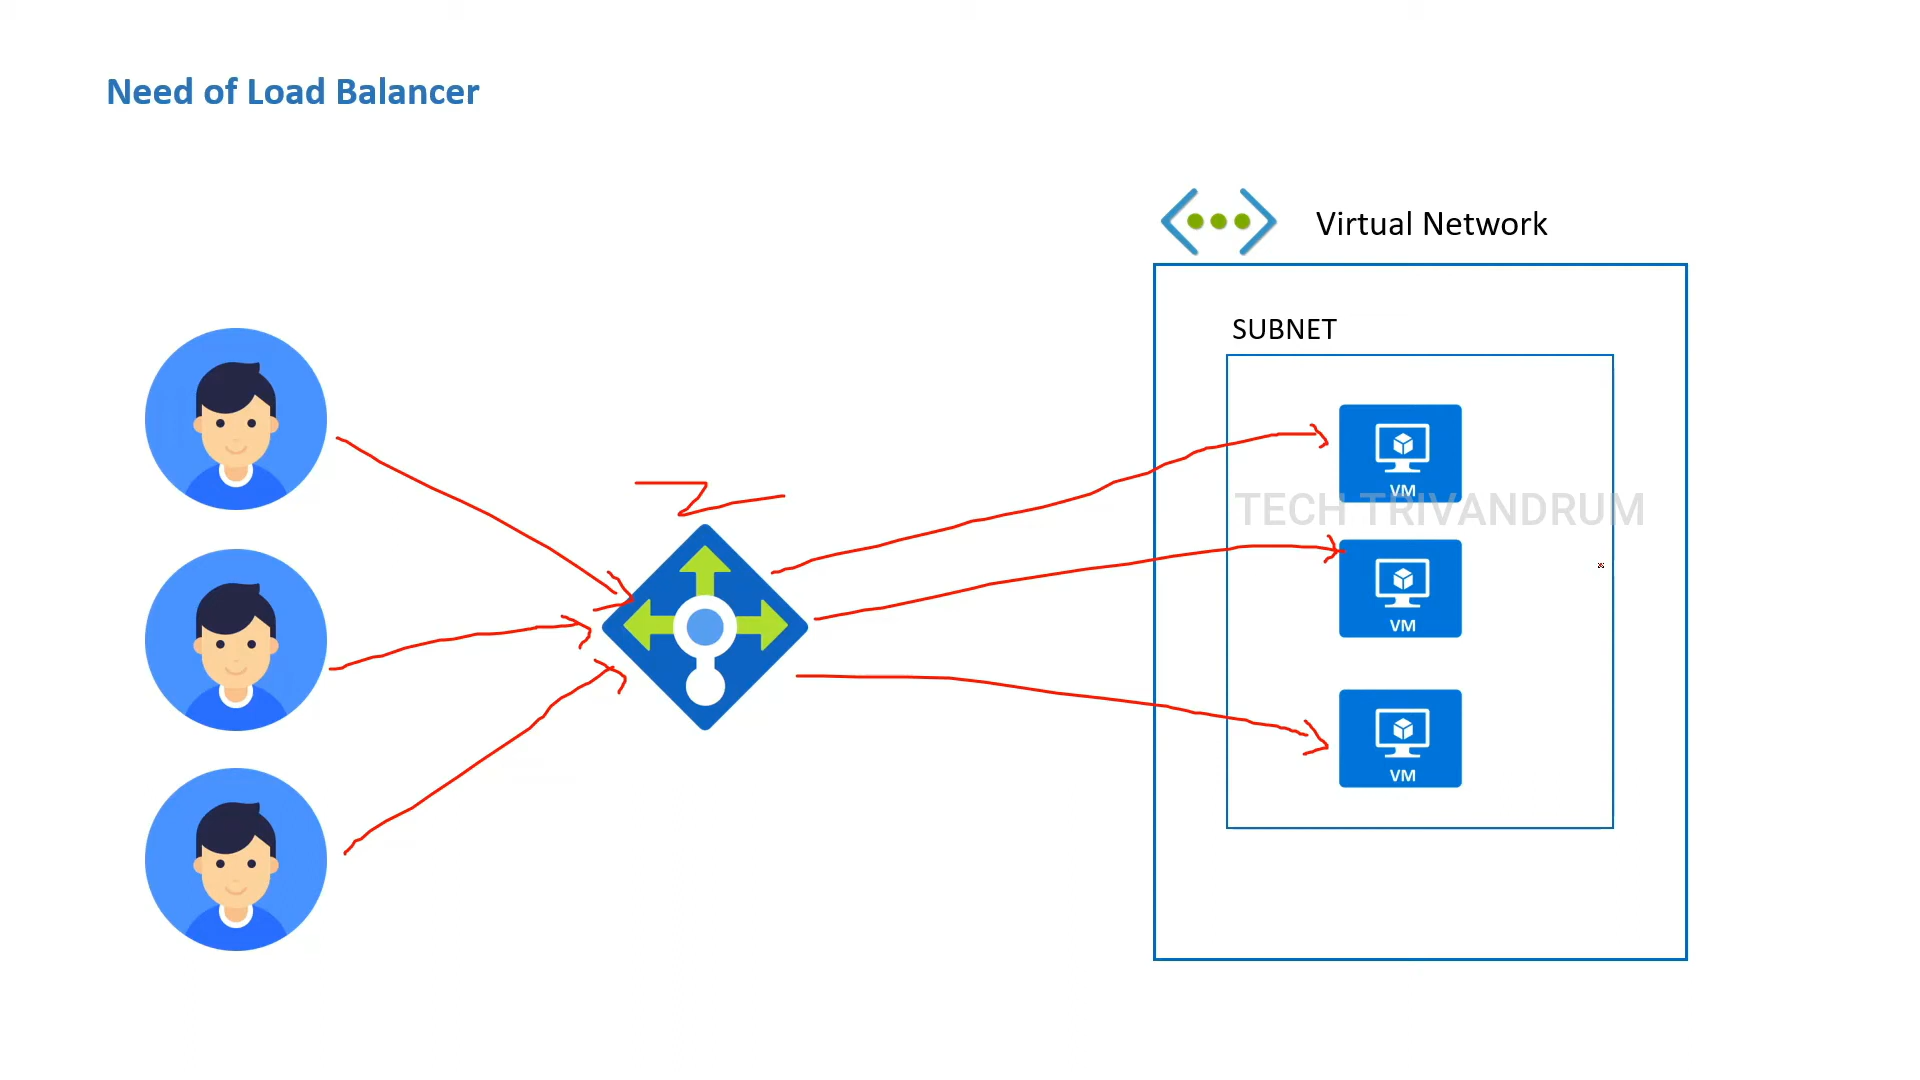 Need of Load Balancer
Virtual Network
SUBNET
VM
TECH TRIVANDRUM
VM
VM